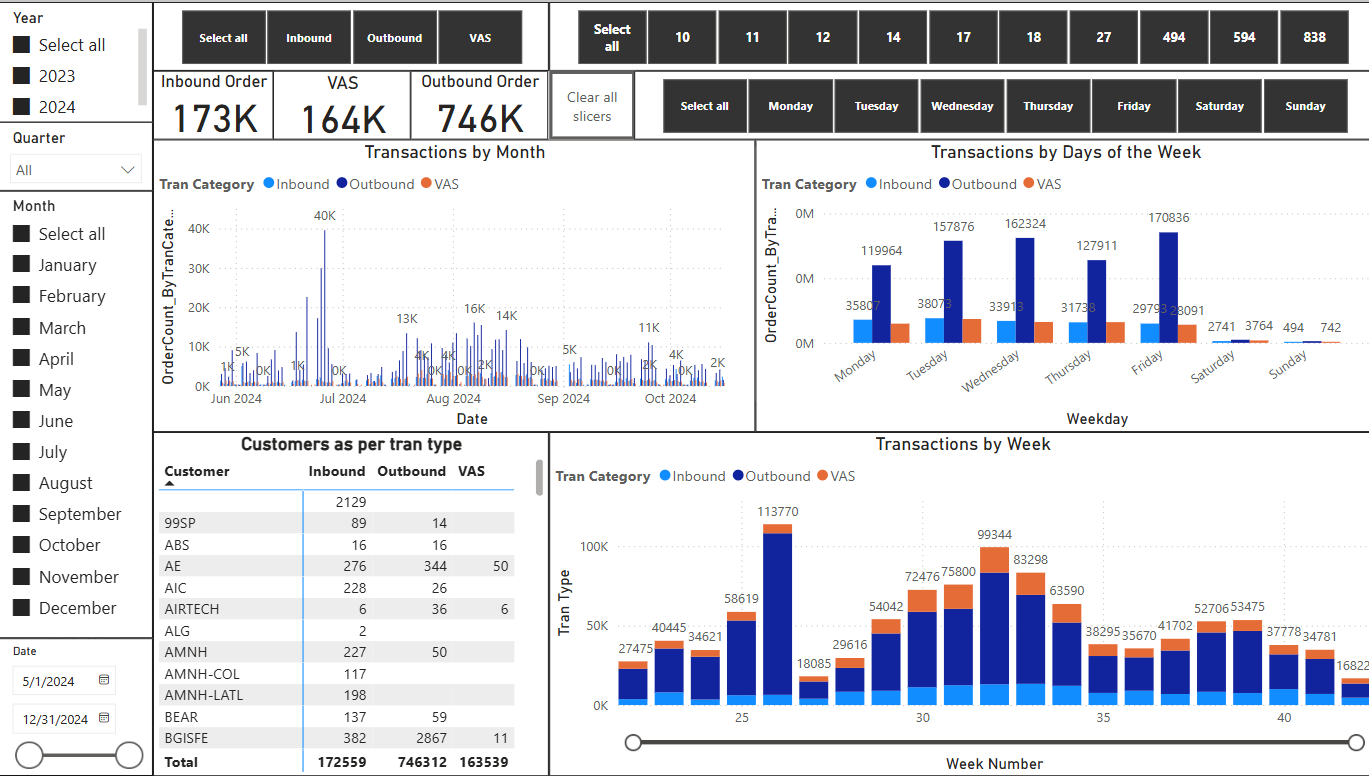 Year
Select all
2023
2024
Quarter
All
Month
Select all
January
February
March
April
May
June
July
August
September
October
November
December
Date
5/1/2024
12/31/2024
Select all Inbound Outbound VAS
Select all 10 11 12 14 17 18 27 494 594 838
Inbound Order VAS Outbound Order
173K 164K 746K
Clear all slicers
Select all Monday Tuesday Wednesday Thursday Friday Saturday Sunday
Transactions by Month
Tran Category Inbound Outbound VAS
OrderCount_ByTranCate...
40K
30K
20K
10K
0K
1K 5K 0K 1K 40K 0K 13K 4K 0K 4K 0K 16K 2K 14K 0K 5K 0K 11K 2K 4K 0K 2K
Jun 2024 Jul 2024 Aug 2024 Sep 2024 Oct 2024
Date
Transactions by Days of the Week
Tran Category Inbound Outbound VAS
OrderCount_ByTra...
0M
0M
0M
35807 119964 38073 157876 33913 162324 31738 127911 29793 170836 28091 2741 3764 494 742
Monday Tuesday Wednesday Thursday Friday Saturday Sunday
Weekday
Customers as per tran type
Customer Inbound Outbound VAS
2129
99SP 89 14
ABS 16 16
AE 276 344 50
AIC 228 26
AIRTECH 6 36 6
ALG 2
AMNH 227 50
AMNH-COL 117
AMNH-LATL 198
BEAR 137 59
BGISFE 382 2867 11
Total 172559 746312 163539
Transactions by Week
Tran Category Inbound Outbound VAS
Tran Type
100K
50K
0K
27475 40445 34621 58619 113770 18085 29616 54042 72476 75800 99344 83298 63590 38295 35670 41702 52706 53475 37778 34781 16822
25 30 35 40
Week Number